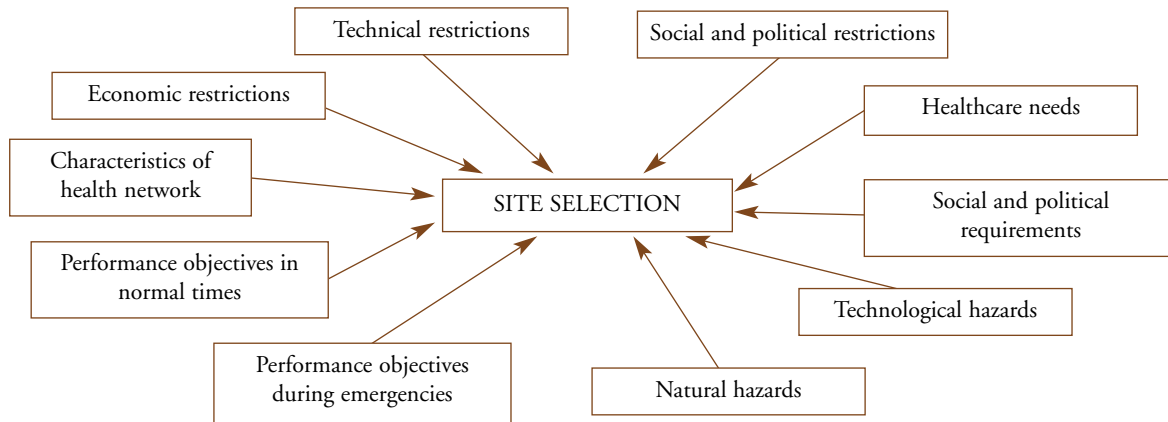 Technical restrictions
Social and political restrictions
Economic restrictions
Healthcare needs
Characteristics of
health network
SITE SELECTION
Social and political
requirements
Performance objectives in
normal times
Technological hazards
Performance objectives
during emergencies
Natural hazards